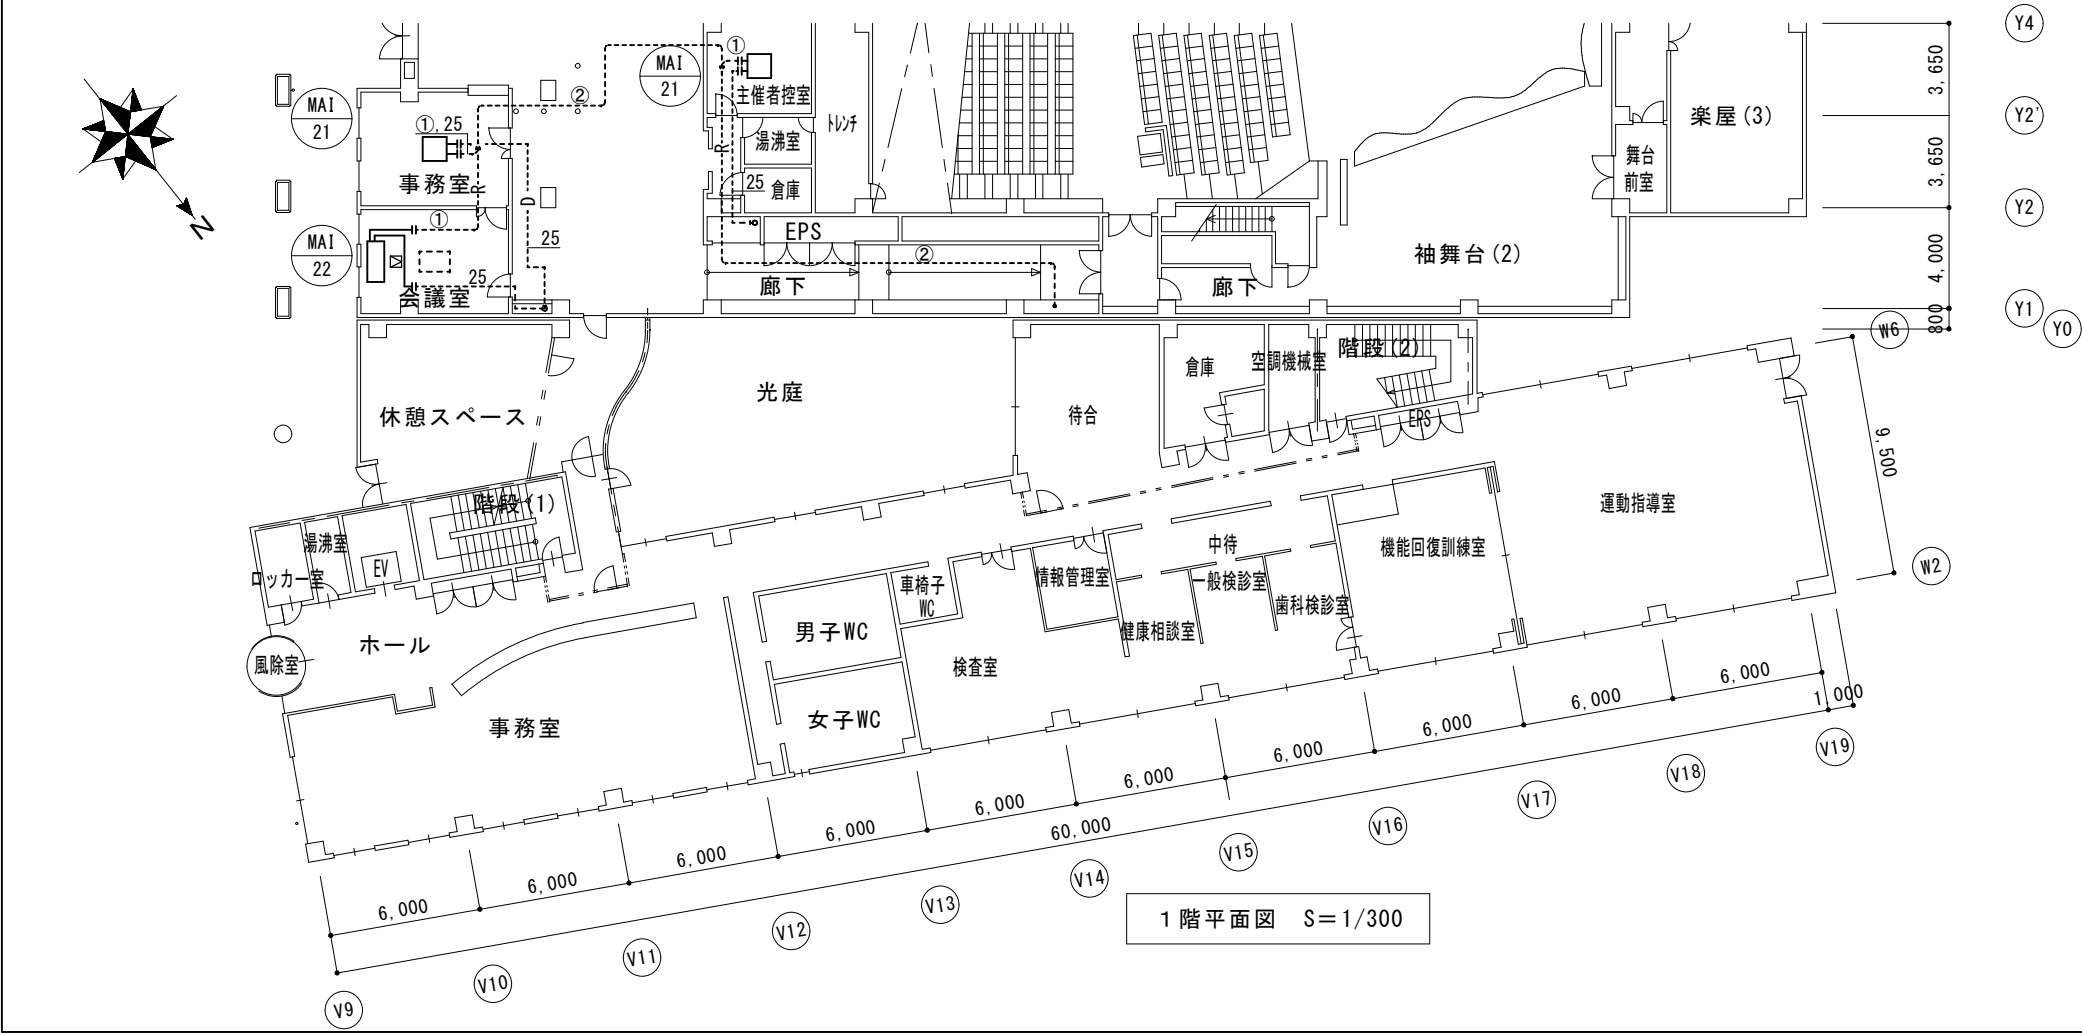 Y4
3,650
Y2'
3,650
Y2
4,000
Y1
800
Y0
N
MAI
21
MAI
22
MAI
21
①,25
事務室
R
①
25
会議室
D
25
②
①
主催者控室
R
湯沸室
25
倉庫
トレンチ
EPS
②
廊下
廊下
袖舞台(2)
舞台
前室
楽屋(3)
W6
9,500
W2
休憩スペース
光庭
待合
倉庫
空調機械室
階段(2)
EPS
運動指導室
階段(1)
湯沸室
ロッカー室
EV
機能回復訓練室
中待
情報管理室
一般検診室
歯科検診室
健康相談室
車椅子
WC
男子WC
ホール
風除室
検査室
女子WC
事務室
6,000
6,000
6,000
6,000
6,000
6,000
6,000
6,000
6,000
6,000
1,000
60,000
V9
V10
V11
V12
V13
V14
V15
V16
V17
V18
V19
1階平面図 S=1/300